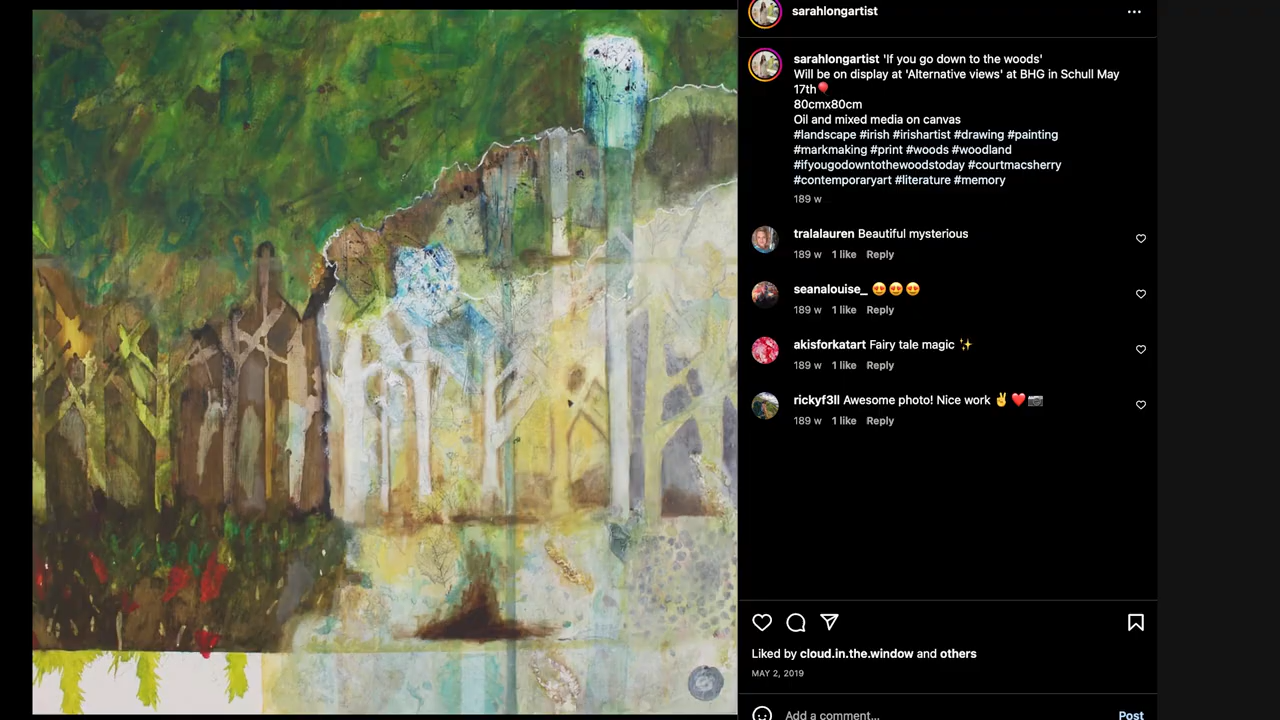 sarahlongartist
sarahlongartist 'If you go down to the woods'
Will be on display at 'Alternative views' at BHG in Schull May
17th🎈
80cmx80cm
Oil and mixed media on canvas
#landscape #irish #irishartist #drawing #painting
#markmaking #print #woods #woodland
#ifyougodowntothewoodstoday #courtmacsherry
#contemporaryart #literature #memory
189 w
tralalauren Beautiful mysterious
189 w 1 like Reply
seanalouise_ 😍😍😍
189 w 1 like Reply
akisforkatart Fairy tale magic ✨
189 w 1 like Reply
rickyf3ll Awesome photo! Nice work ✌️❤️📷
189 w 1 like Reply
Liked by cloud.in.the.window and others
MAY 2, 2019
Add a comment... Post